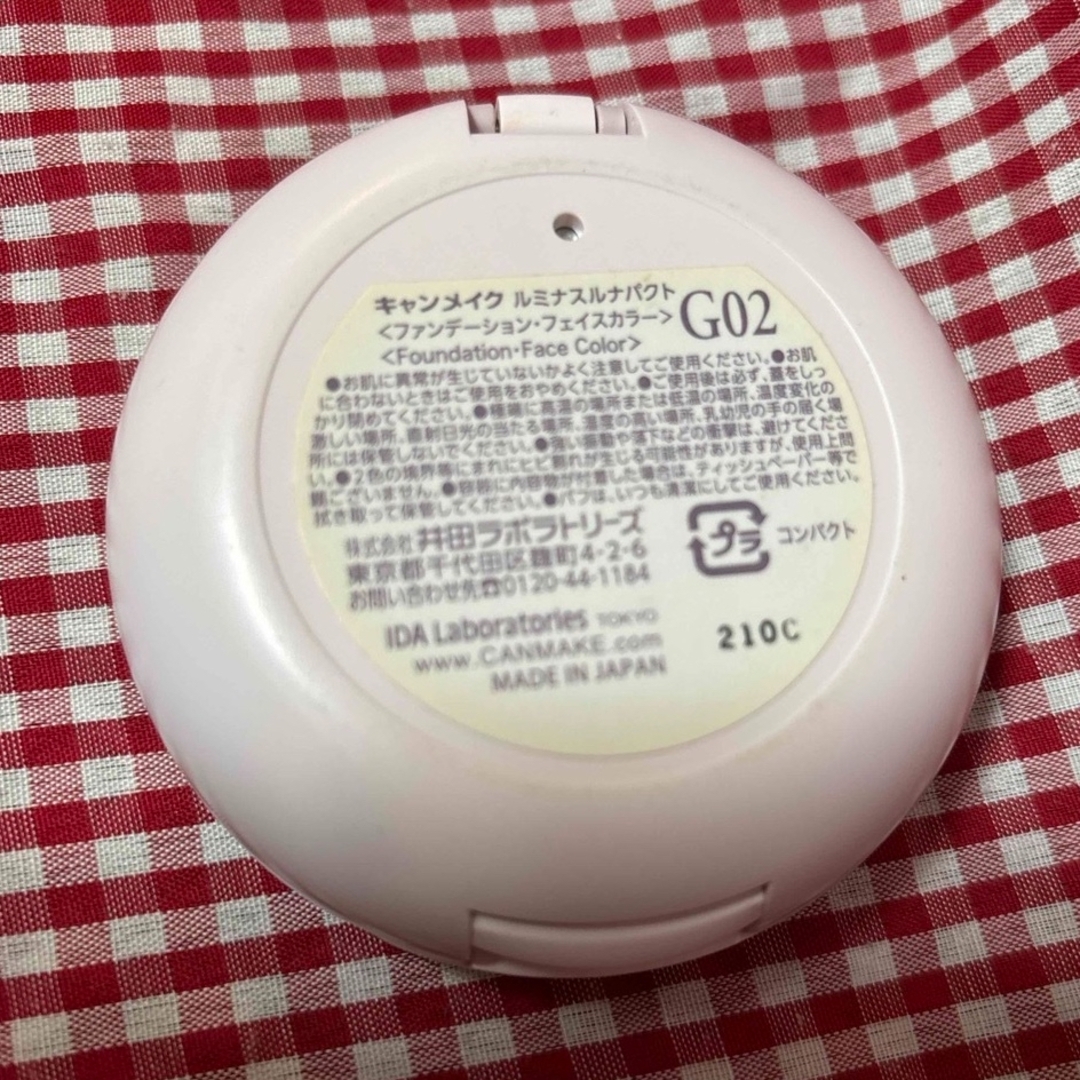 キャンメイク ルミナスルナパクト
<ファンデーション・フェイスカラー>
G02
<Foundation・Face Color>
●お肌に異常が生じていないかよく注意してご使用ください。●お肌
に合わないときはご使用をおやめください。●ご使用後は必ず、蓋をしっ
かり閉めてください。●極端に高温の場所または低温の場所、温度変化の
激しい場所、直射日光の当たる場所、湿度の高い場所、乳幼児の手の届く場
所には保管しないでください。●強い振動や落下などの衝撃は、避けてくださ
い。●2色の境界部にまれにヒビ割れが生じる可能性がありますが、使用上問
題ございません。●容器に内容物が付着した場合は、ティッシュペーパー等で
拭き取って保管してください。●パフは、いつも清潔にしてご使用ください。
株式会社 井田ラボラトリーズ
東京都千代田区麹町4-2-6
お問い合わせ先☎0120-44-1184
プラ コンパクト
IDA Laboratories TOKYO
www.CANMAKE.com
MADE IN JAPAN
210C